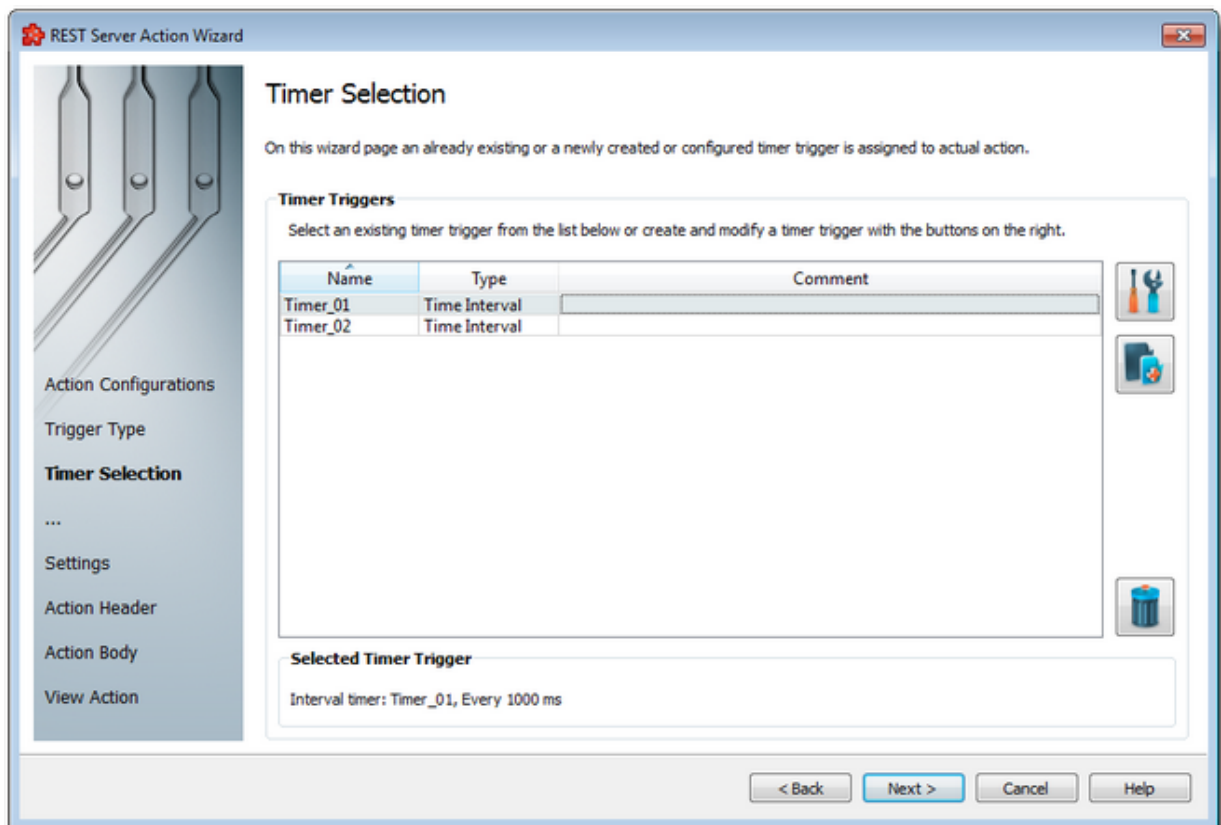 REST Server Action Wizard
Timer Selection
On this wizard page an already existing or a newly created or configured timer trigger is assigned to actual action.
Timer Triggers
Select an existing timer trigger from the list below or create and modify a timer trigger with the buttons on the right.
Name Type Comment
Timer_01 Time Interval
Timer_02 Time Interval
Action Configurations
Trigger Type
Timer Selection
...
Settings
Action Header
Action Body
View Action
Selected Timer Trigger
Interval timer: Timer_01, Every 1000 ms
< Back Next > Cancel Help